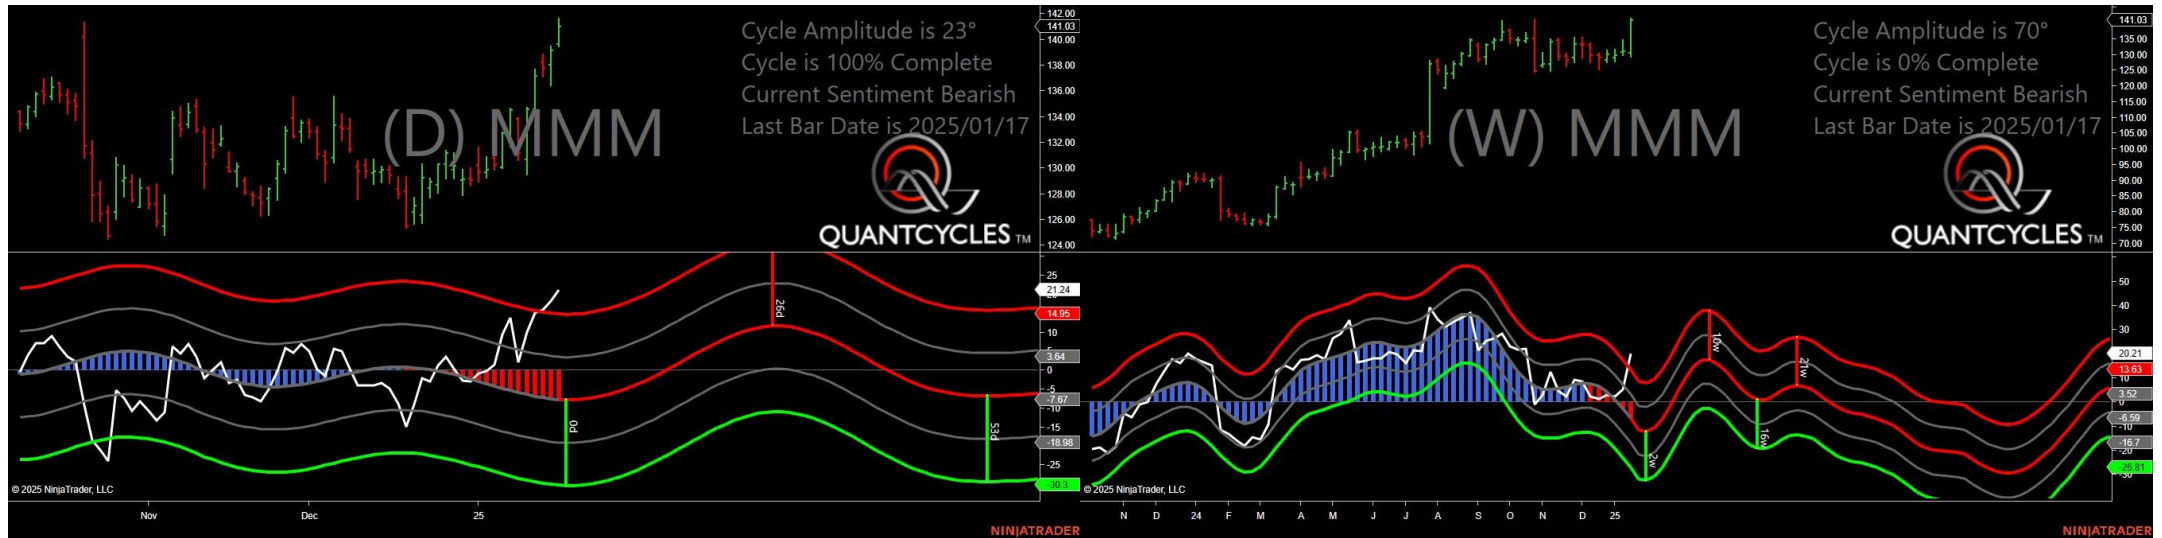 Cycle Amplitude is 23°
Cycle is 100% Complete
Current Sentiment Bearish
Last Bar Date is 2025/01/17
(D) MMM
QUANTCYCLES TM
142.00
141.03
140.00
138.00
136.00
134.00
132.00
130.00
128.00
126.00
124.00
25
21.24
14.95
10
3.64
0
-5
-7.67
-10
-15
-18.98
-25
-30.3
26d
0d
53d
© 2025 NinjaTrader, LLC
Nov Dec 25
NINJATRADER
Cycle Amplitude is 70°
Cycle is 0% Complete
Current Sentiment Bearish
Last Bar Date is 2025/01/17
(W) MMM
QUANTCYCLES TM
141.03
135.00
130.00
125.00
120.00
115.00
110.00
105.00
100.00
95.00
90.00
85.00
80.00
75.00
70.00
50
40
30
20.21
13.63
10
3.52
0
-6.59
-10
-16.7
-20
-26.81
10w
21w
2w
16w
© 2025 NinjaTrader, LLC
N D 24 F M A M J J A S O N D 25
NINJATRADER